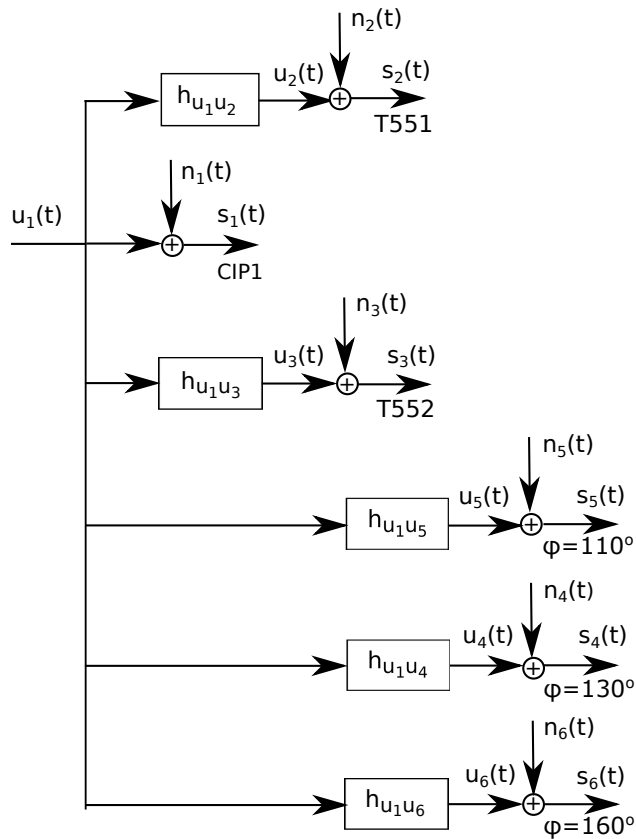 n₂(t)
u₂(t) s₂(t)
h_{u₁u₂}
T551
n₁(t)
u₁(t) s₁(t)
CIP1
n₃(t)
u₃(t) s₃(t)
h_{u₁u₃}
T552
n₅(t)
u₅(t) s₅(t)
h_{u₁u₅}
φ=110°
n₄(t)
u₄(t) s₄(t)
h_{u₁u₄}
φ=130°
n₆(t)
u₆(t) s₆(t)
h_{u₁u₆}
φ=160°